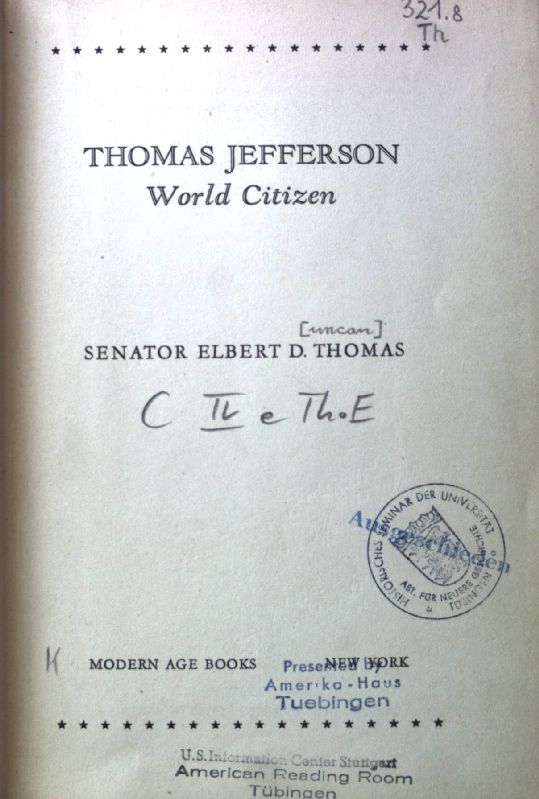 321.8
Th
THOMAS JEFFERSON
World Citizen
[uncan]
SENATOR ELBERT D. THOMAS
C IV e Th.E
HISTORISCHES SEMINAR DER UNIVERSITÄT TÜBINGEN
ABT. FÜR NEUERE GESCHICHTE
Ausgeschieden
K
MODERN AGE BOOKS NEW YORK
Presented by
Amerika-Haus
Tuebingen
U.S. Information Center Stuttgart
American Reading Room
Tübingen